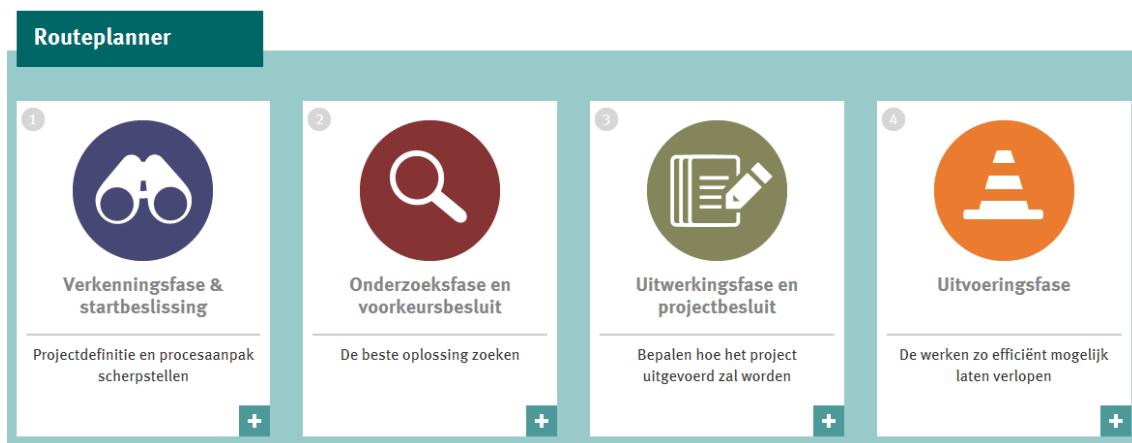 Routeplanner
1
Verkenningsfase &
startbeslissing
Projectdefinitie en procesaanpak
scherpstellen
2
Onderzoeksfase en
voorkeursbesluit
De beste oplossing zoeken
3
Uitwerkingsfase en
projectbesluit
Bepalen hoe het project
uitgevoerd zal worden
4
Uitvoeringsfase
De werken zo efficiënt mogelijk
laten verlopen